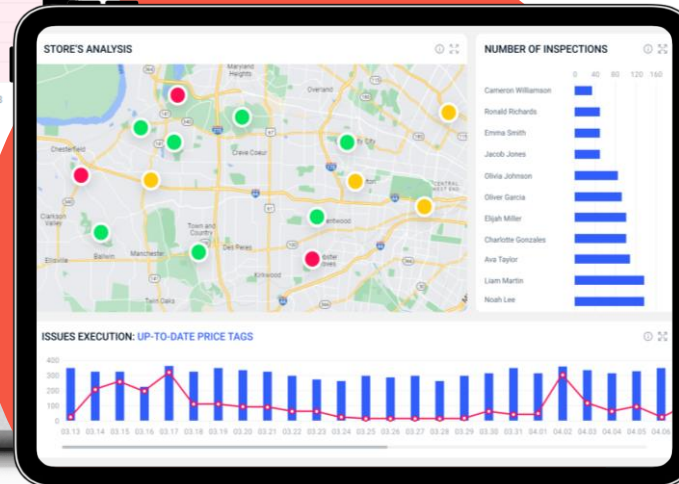 STORE'S ANALYSIS
Maryland
Heights
Overland
Chesterfield
Creve Coeur
CENTRAL
WEST END
Clarkson
Valley
Town and
Country
Ellisville
Ballwin
Manchester
Des Peres
Kirkwood
Twin Oaks
NUMBER OF INSPECTIONS
0 40 80 120 160
Cameron Williamson
Ronald Richards
Emma Smith
Jacob Jones
Olivia Johnson
Oliver Garcia
Elijah Miller
Charlotte Gonzales
Ava Taylor
Liam Martin
Noah Lee
ISSUES EXECUTION: UP-TO-DATE PRICE TAGS
400
300
200
100
0
03.13 03.14 03.15 03.16 03.17 03.18 03.19 03.20 03.21 03.22 03.23 03.24 03.25 03.26 03.27 03.28 03.29 03.30 03.31 04.01 04.02 04.03 04.04 04.05 04.06